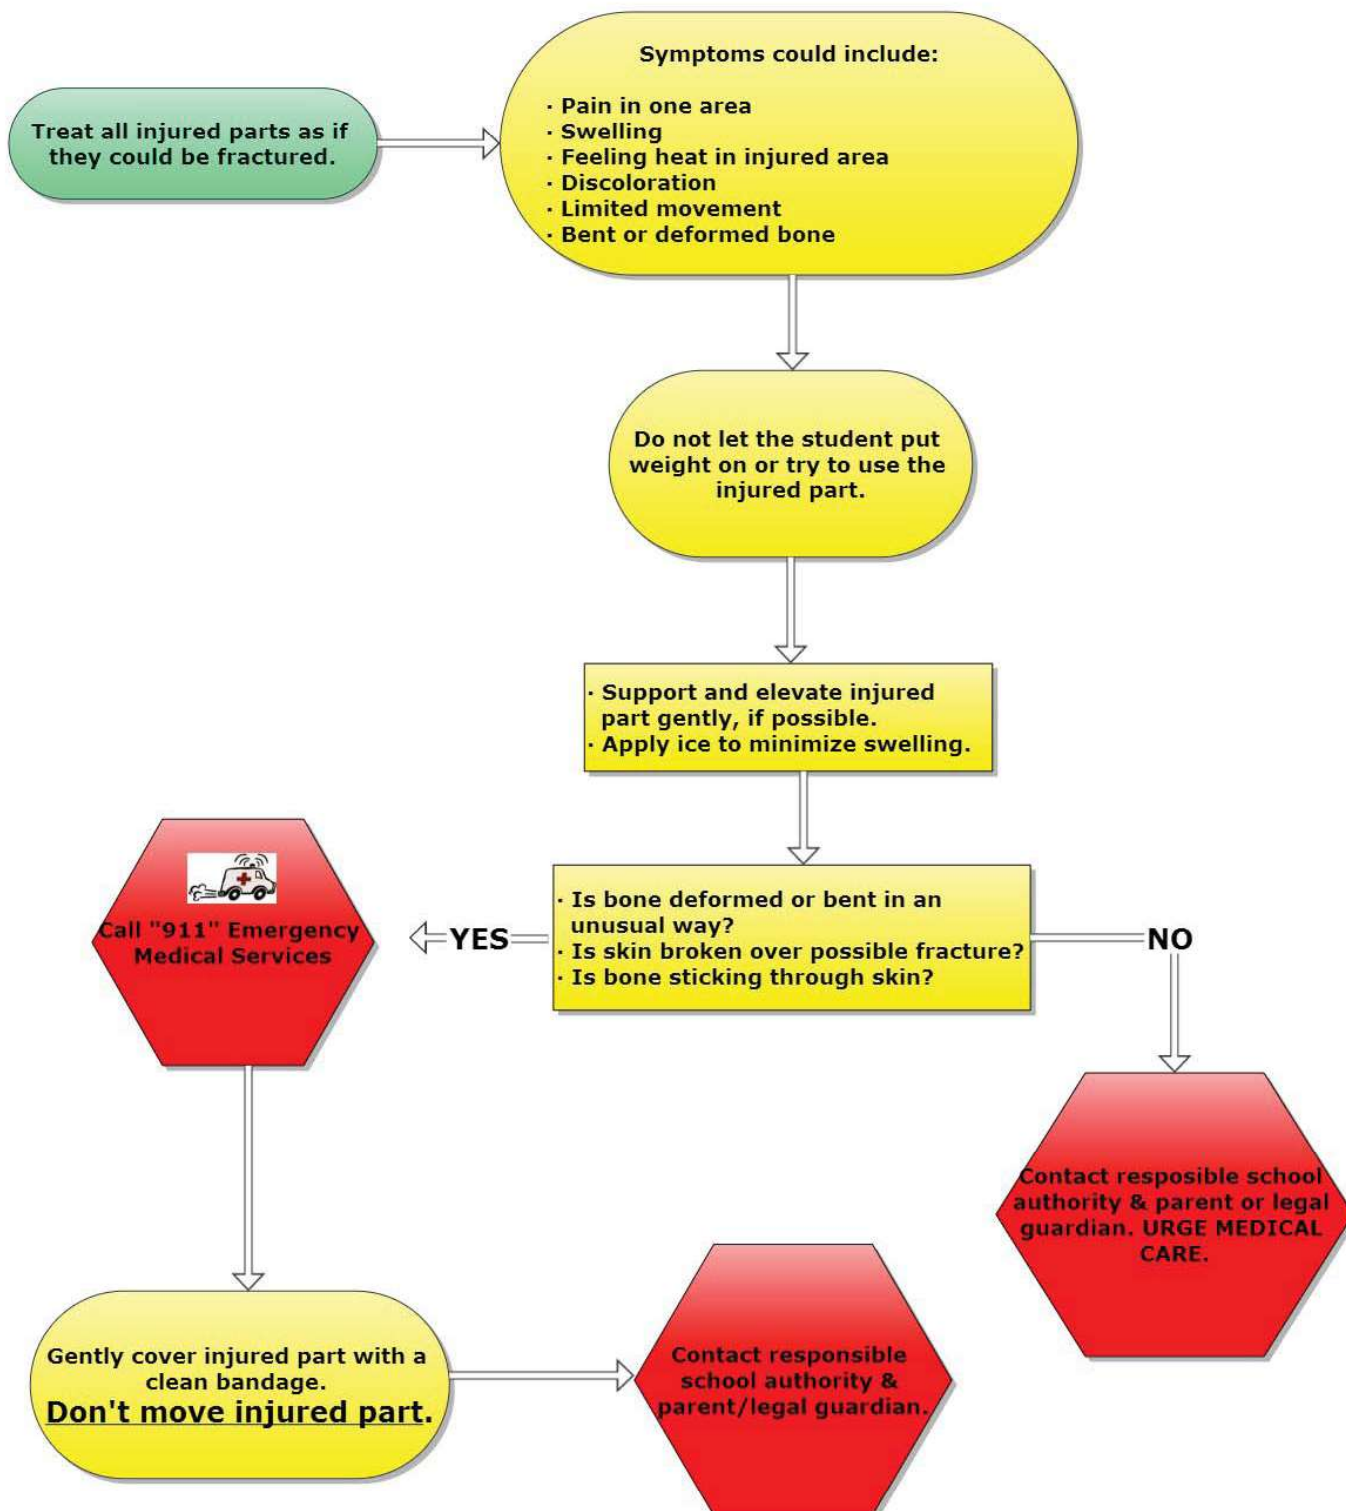 Treat all injured parts as if
they could be fractured.
Symptoms could include:
· Pain in one area
· Swelling
· Feeling heat in injured area
· Discoloration
· Limited movement
· Bent or deformed bone
Do not let the student put
weight on or try to use the
injured part.
· Support and elevate injured
part gently, if possible.
· Apply ice to minimize swelling.
· Is bone deformed or bent in an
unusual way?
· Is skin broken over possible fracture?
· Is bone sticking through skin?
YES
NO
Call "911" Emergency
Medical Services
Contact resposible school
authority & parent or legal
guardian. URGE MEDICAL
CARE.
Gently cover injured part with a
clean bandage.
Don't move injured part.
Contact responsible
school authority &
parent/legal guardian.